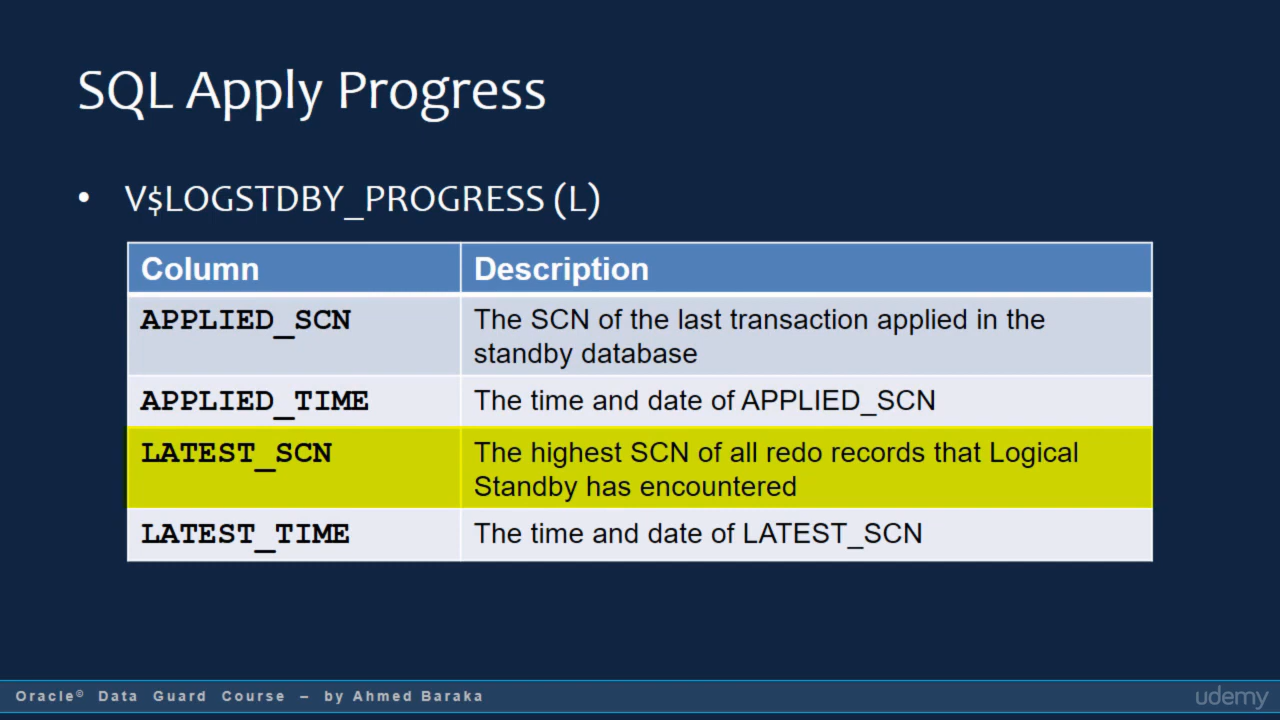 SQL Apply Progress
• V$LOGSTDBY_PROGRESS (L)
Column Description
APPLIED_SCN The SCN of the last transaction applied in the
standby database
APPLIED_TIME The time and date of APPLIED_SCN
LATEST_SCN The highest SCN of all redo records that Logical
Standby has encountered
LATEST_TIME The time and date of LATEST_SCN
Oracle© Data Guard Course – by Ahmed Baraka
udemy